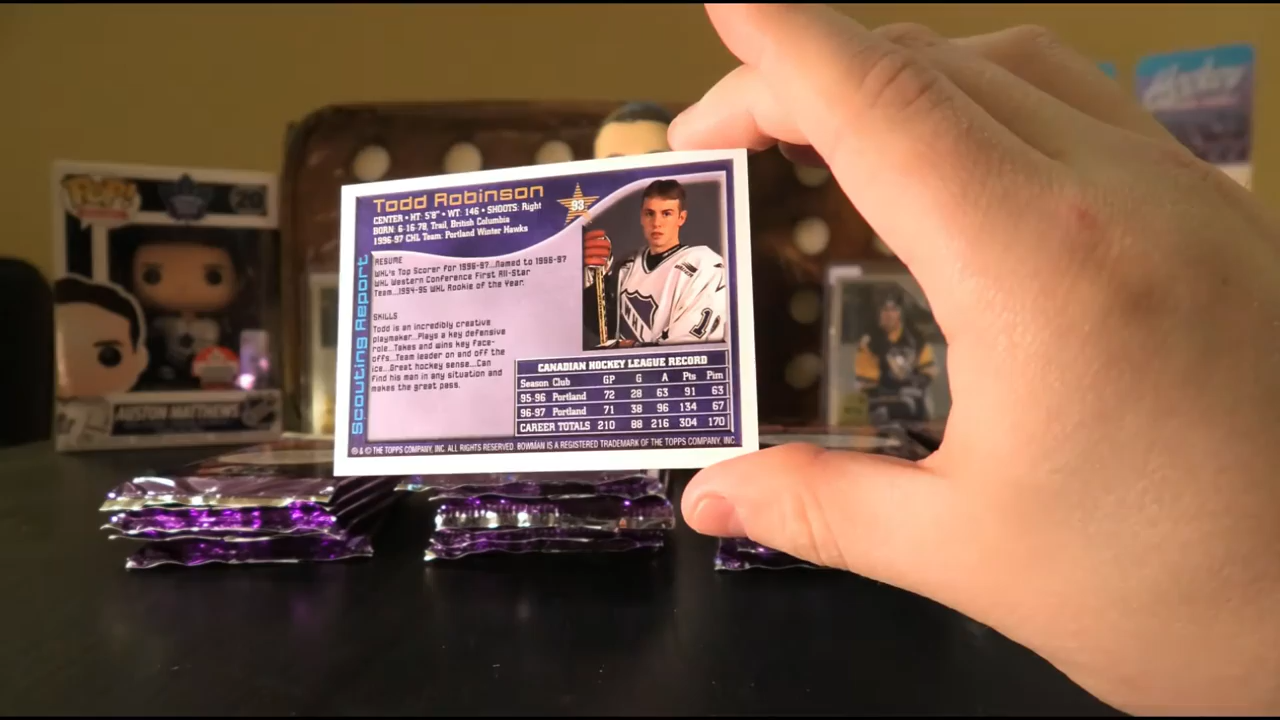 Hockey
POP!
20
AUSTON MATTHEWS
Todd Robinson
93
CENTER • HT: 5'8" • WT: 146 • SHOOTS: Right
BORN: 6-16-78, Trail, British Columbia
1996-97 CHL Team: Portland Winter Hawks
Scouting Report
RESUME
WHL's Top Scorer for 1996-97...Named to 1996-97
WHL Western Conference First All-Star
Team...1994-95 WHL Rookie of the Year.
SKILLS
Todd is an incredibly creative
playmaker...Plays a key defensive
role...Takes and wins key face-
offs...Team leader on and off the
ice...Great hockey sense...Can
find his man in any situation and
makes the great pass.
CANADIAN HOCKEY LEAGUE RECORD
Season Club GP G A Pts Pim
95-96 Portland 72 28 63 91 63
96-97 Portland 71 38 96 134 67
CAREER TOTALS 210 88 216 304 170
® & © THE TOPPS COMPANY, INC. ALL RIGHTS RESERVED. BOWMAN IS A REGISTERED TRADEMARK OF THE TOPPS COMPANY, INC.